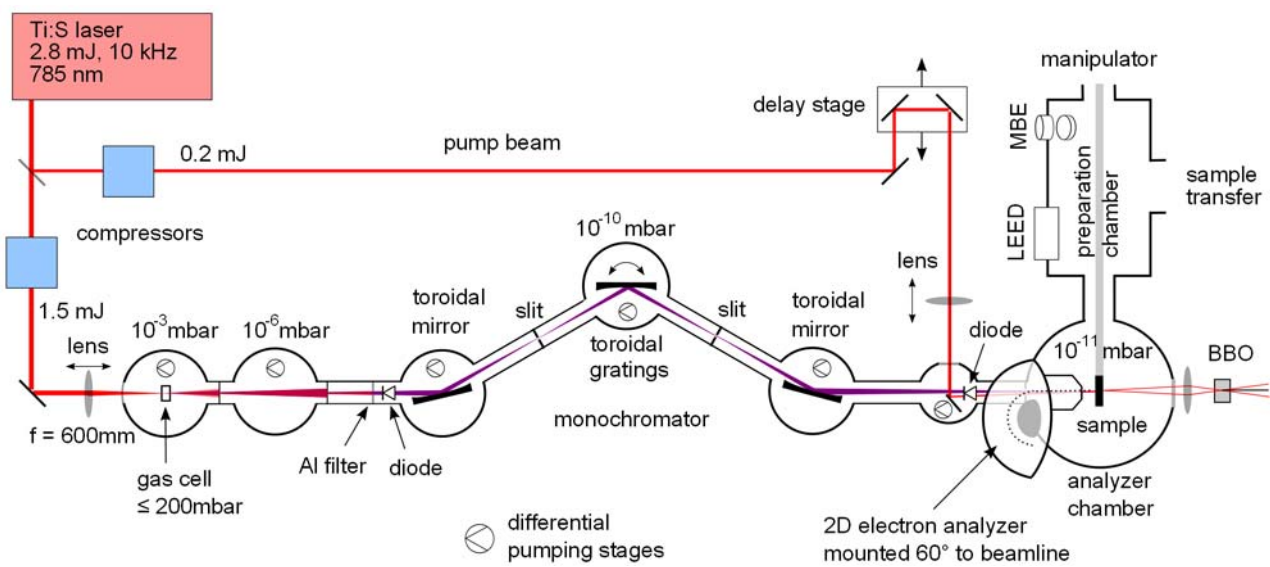 Ti:S laser
2.8 mJ, 10 kHz
785 nm
0.2 mJ
pump beam
delay stage
manipulator
MBE
LEED
preparation
chamber
sample
transfer
compressors
1.5 mJ
lens
f = 600mm
10⁻³ mbar
10⁻⁶ mbar
gas cell
≤ 200mbar
Al filter
diode
toroidal
mirror
slit
10⁻¹⁰ mbar
toroidal
gratings
monochromator
slit
toroidal
mirror
lens
diode
10⁻¹¹ mbar
BBO
sample
analyzer
chamber
2D electron analyzer
mounted 60° to beamline
differential
pumping stages